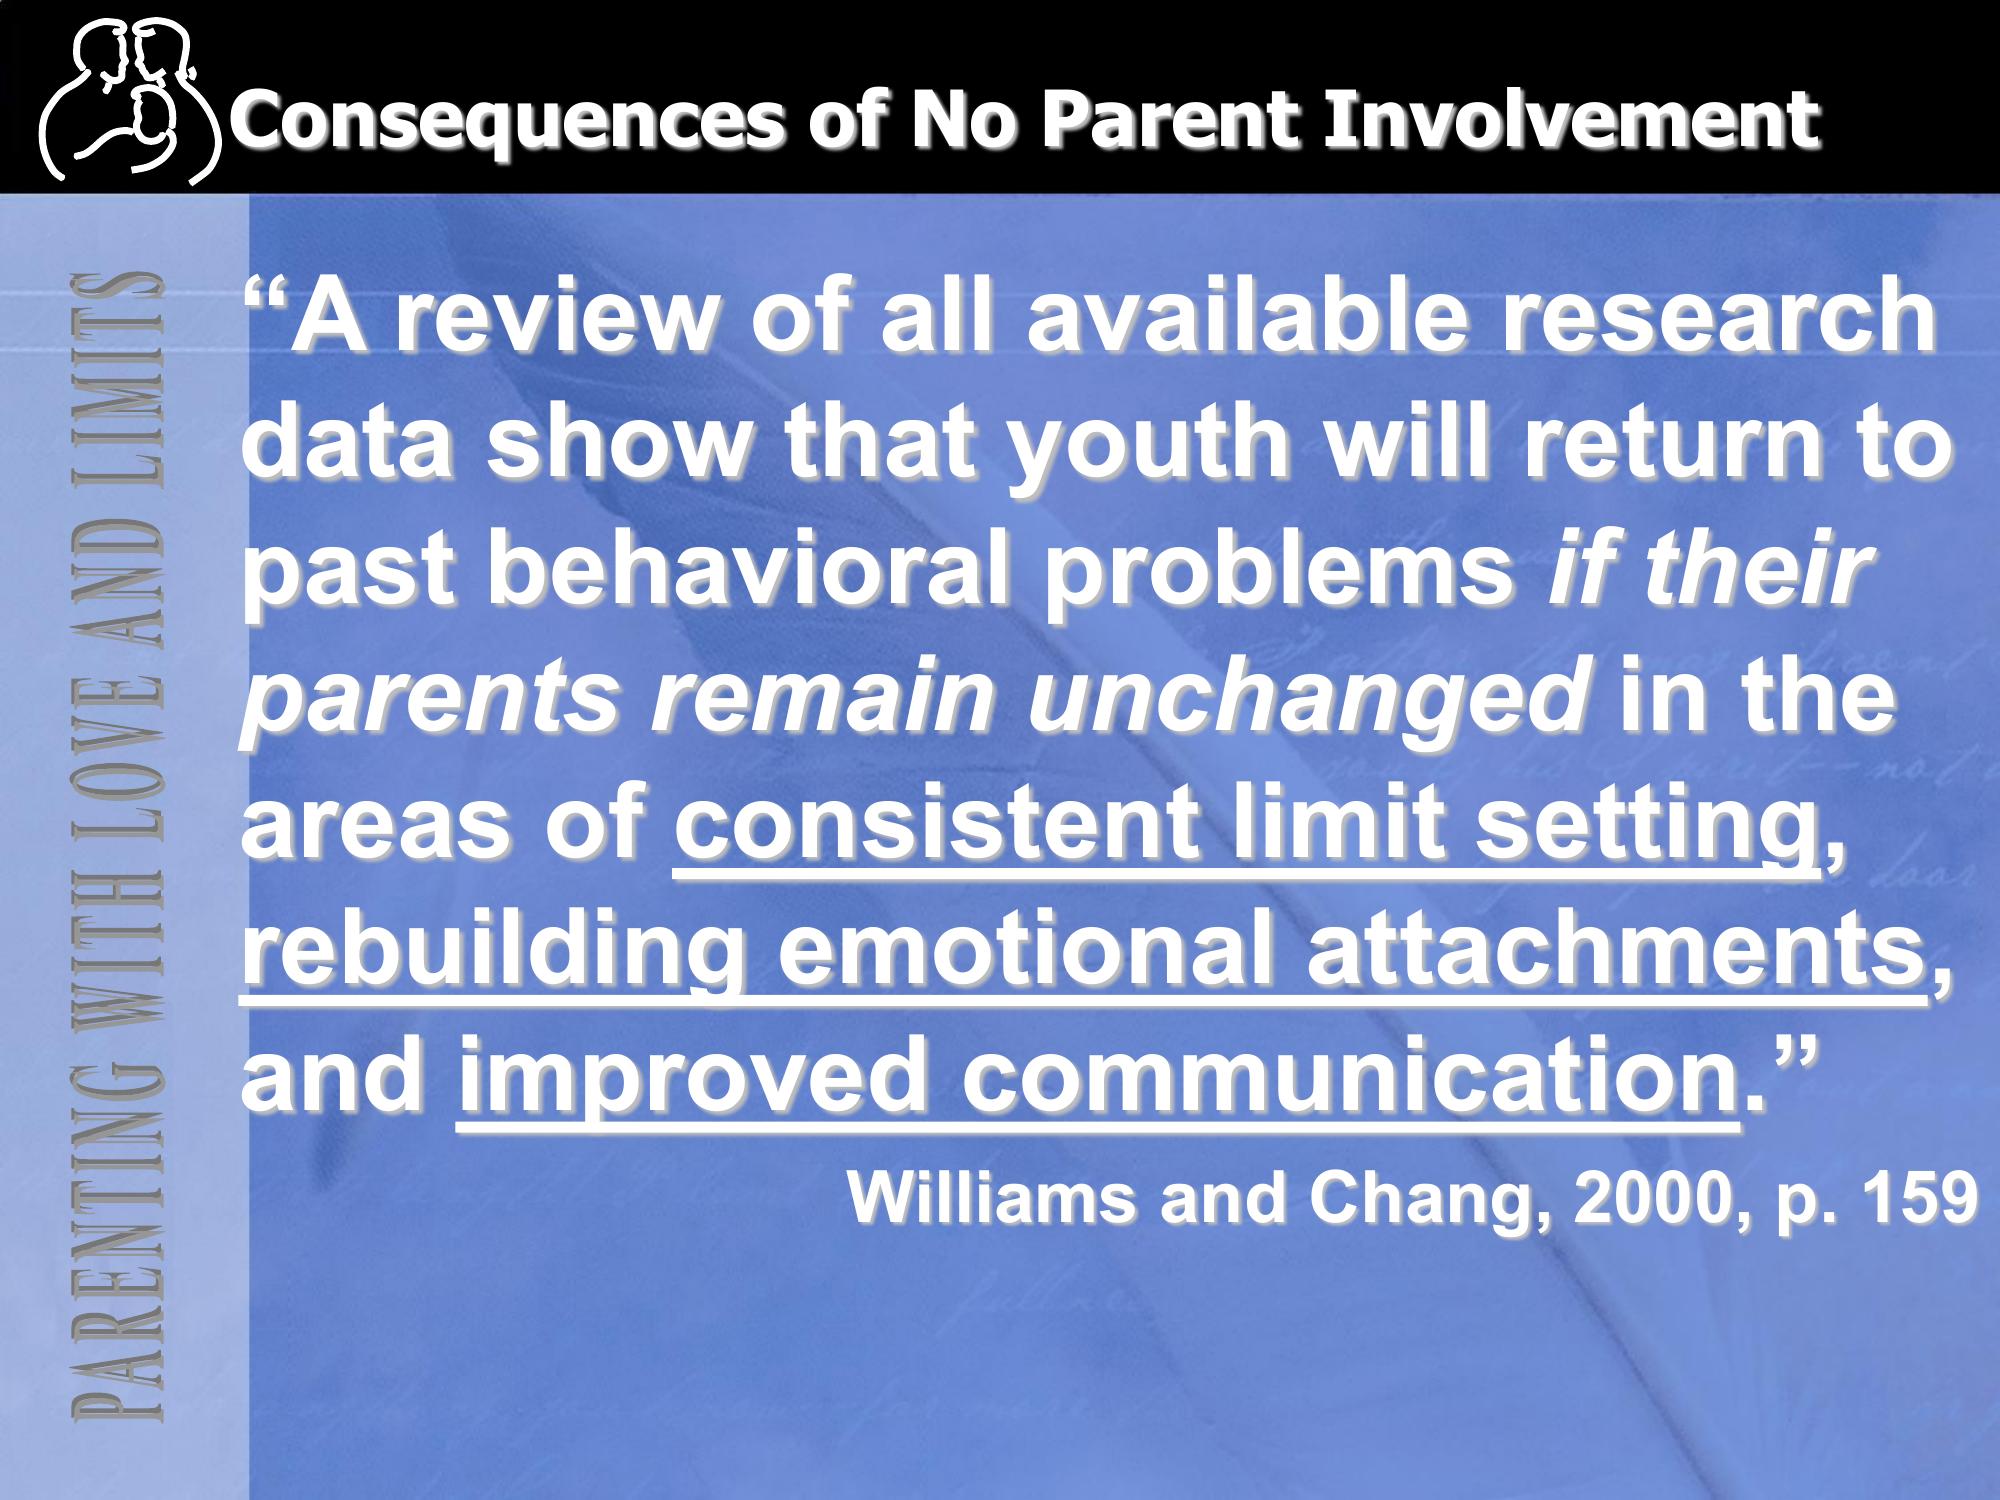 Consequences of No Parent Involvement
PARENTING WITH LOVE AND LIMITS
“A review of all available research
data show that youth will return to
past behavioral problems if their
parents remain unchanged in the
areas of consistent limit setting,
rebuilding emotional attachments,
and improved communication.”
Williams and Chang, 2000, p. 159